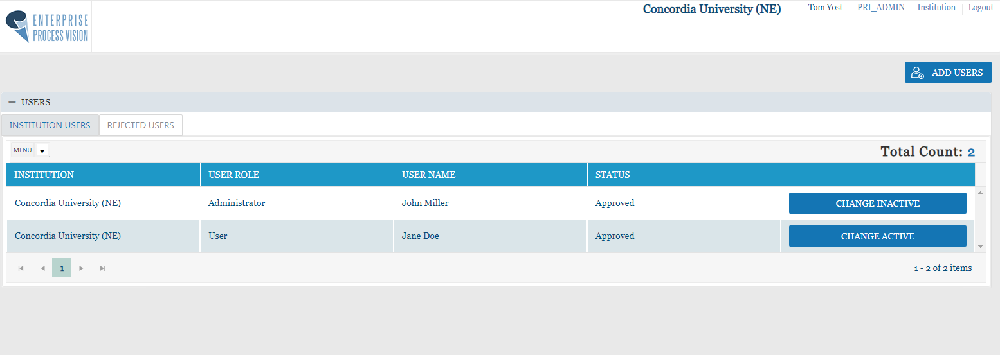 ENTERPRISE
PROCESS VISION
Concordia University (NE) Tom Yost PRI_ADMIN Institution Logout
ADD USERS
USERS
INSTITUTION USERS REJECTED USERS
MENU Total Count: 2
INSTITUTION USER ROLE USER NAME STATUS
Concordia University (NE) Administrator John Miller Approved CHANGE INACTIVE
Concordia University (NE) User Jane Doe Approved CHANGE ACTIVE
1 1 - 2 of 2 items